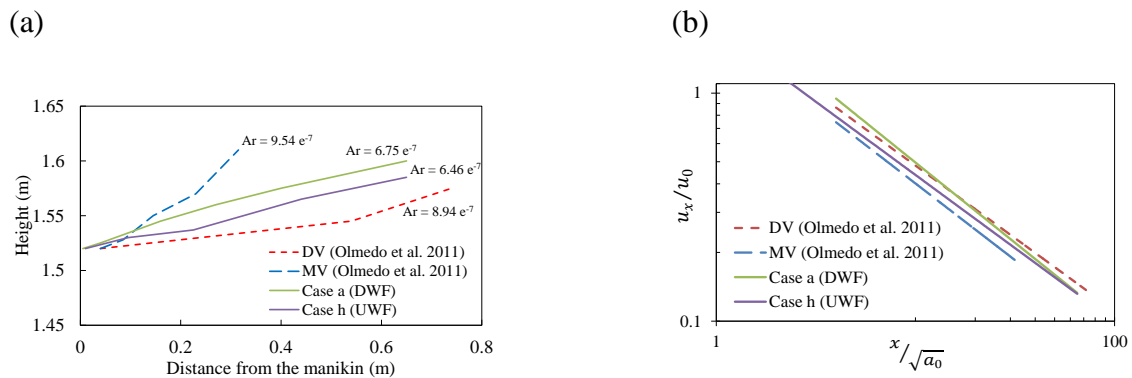 (a)
(b)
1.65
1.6
1.55
1.5
1.45
Height (m)
0
0.2
0.4
0.6
0.8
Distance from the manikin (m)
Ar = 9.54 e-7
Ar = 6.75 e-7
Ar = 6.46 e-7
Ar = 8.94 e-7
DV (Olmedo et al. 2011)
MV (Olmedo et al. 2011)
Case a (DWF)
Case h (UWF)
1
0.1
uₓ/u₀
1
100
x/√a₀
DV (Olmedo et al. 2011)
MV (Olmedo et al. 2011)
Case a (DWF)
Case h (UWF)